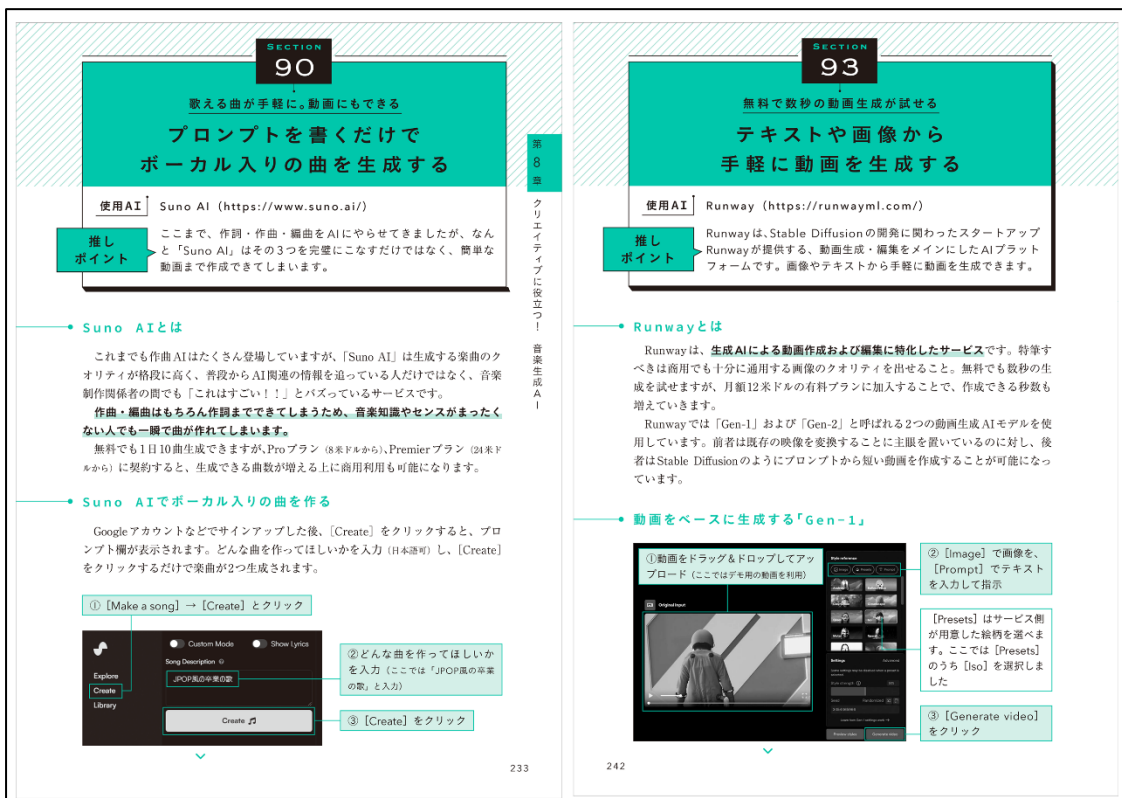 SECTION
90
歌える曲が手軽に。動画にもできる
プロンプトを書くだけで
ボーカル入りの曲を生成する
使用AI Suno AI（https://www.suno.ai/）
推し
ポイント
ここまで、作詞・作曲・編曲をAIにやらせてきましたが、なん
と「Suno AI」はその3つを完璧にこなすだけではなく、簡単な
動画まで作成できてしまいます。
Suno AIとは
これまでも作曲AIはたくさん登場していますが、「Suno AI」は生成する楽曲のク
オリティが格段に高く、普段からAI関連の情報を追っている人だけではなく、音楽
制作関係者の間でも「これはすごい！！」とバズっているサービスです。
作曲・編曲はもちろん作詞までできてしまうため、音楽知識やセンスがまったく
ない人でも一瞬で曲が作れてしまいます。
無料でも1日10曲生成できますが、Proプラン（8米ドルから）、Premierプラン（24米ド
ルから）に契約すると、生成できる曲数が増える上に商用利用も可能になります。
Suno AIでボーカル入りの曲を作る
Googleアカウントなどでサインアップした後、［Create］をクリックすると、プロ
ンプト欄が表示されます。どんな曲を作ってほしいかを入力（日本語可）し、［Create］
をクリックするだけで楽曲が2つ生成されます。
①［Make a song］→［Create］とクリック
Custom Mode Show Lyrics
Song Description
JPOP風の卒業の歌
Explore
Create
Library
Create
②どんな曲を作ってほしいか
を入力（ここでは「JPOP風の卒業
の歌」と入力）
③［Create］をクリック
233
第8章 クリエイティブに役立つ！ 音楽生成AI
SECTION
93
無料で数秒の動画生成が試せる
テキストや画像から
手軽に動画を生成する
使用AI Runway（https://runwayml.com/）
推し
ポイント
Runwayは、Stable Diffusionの開発に関わったスタートアップ
Runwayが提供する、動画生成・編集をメインにしたAIプラット
フォームです。画像やテキストから手軽に動画を生成できます。
Runwayとは
Runwayは、生成AIによる動画作成および編集に特化したサービスです。特筆す
べきは商用でも十分に通用する画像のクオリティを出せること。無料でも数秒の生
成を試せますが、月額12米ドルの有料プランに加入することで、作成できる秒数も
増えていきます。
Runwayでは「Gen-1」および「Gen-2」と呼ばれる2つの動画生成AIモデルを使
用しています。前者は既存の映像を変換することに主眼を置いているのに対し、後
者はStable Diffusionのようにプロンプトから短い動画を作成することが可能になっ
ています。
動画をベースに生成する「Gen-1」
①動画をドラッグ＆ドロップしてアッ
プロード（ここではデモ用の動画を利用）
Original Input
Style reference
Image Presets Prompt
Settings
Preview video Generate video
②［Image］で画像を、
［Prompt］でテキスト
を入力して指示
［Presets］はサービス側
が用意した絵柄を選べま
す。ここでは［Presets］
のうち［Iso］を選択しま
した
③［Generate video］
をクリック
242